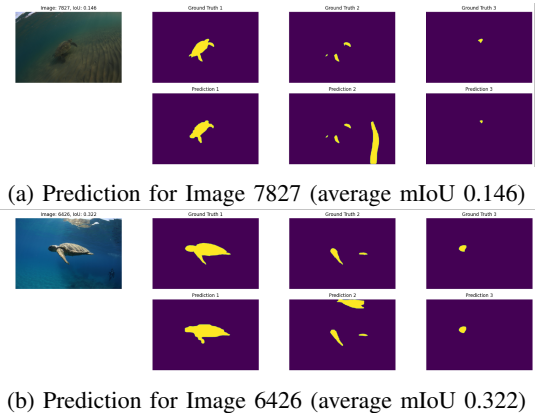 Image: 7827, IoU: 0.146
Ground Truth 1
Ground Truth 2
Ground Truth 3
Prediction 1
Prediction 2
Prediction 3
(a) Prediction for Image 7827 (average mIoU 0.146)
Image: 6426, IoU: 0.322
Ground Truth 1
Ground Truth 2
Ground Truth 3
Prediction 1
Prediction 2
Prediction 3
(b) Prediction for Image 6426 (average mIoU 0.322)